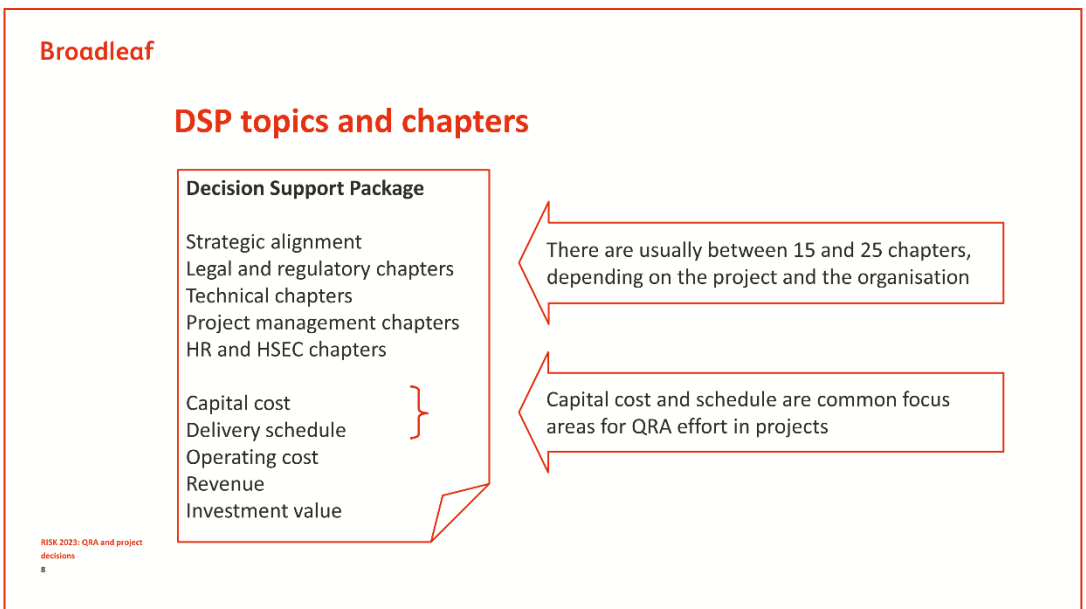 Broadleaf
DSP topics and chapters
Decision Support Package
Strategic alignment
Legal and regulatory chapters
Technical chapters
Project management chapters
HR and HSEC chapters
Capital cost
Delivery schedule
Operating cost
Revenue
Investment value
There are usually between 15 and 25 chapters,
depending on the project and the organisation
Capital cost and schedule are common focus
areas for QRA effort in projects
RISK 2023: QRA and project
decisions
8